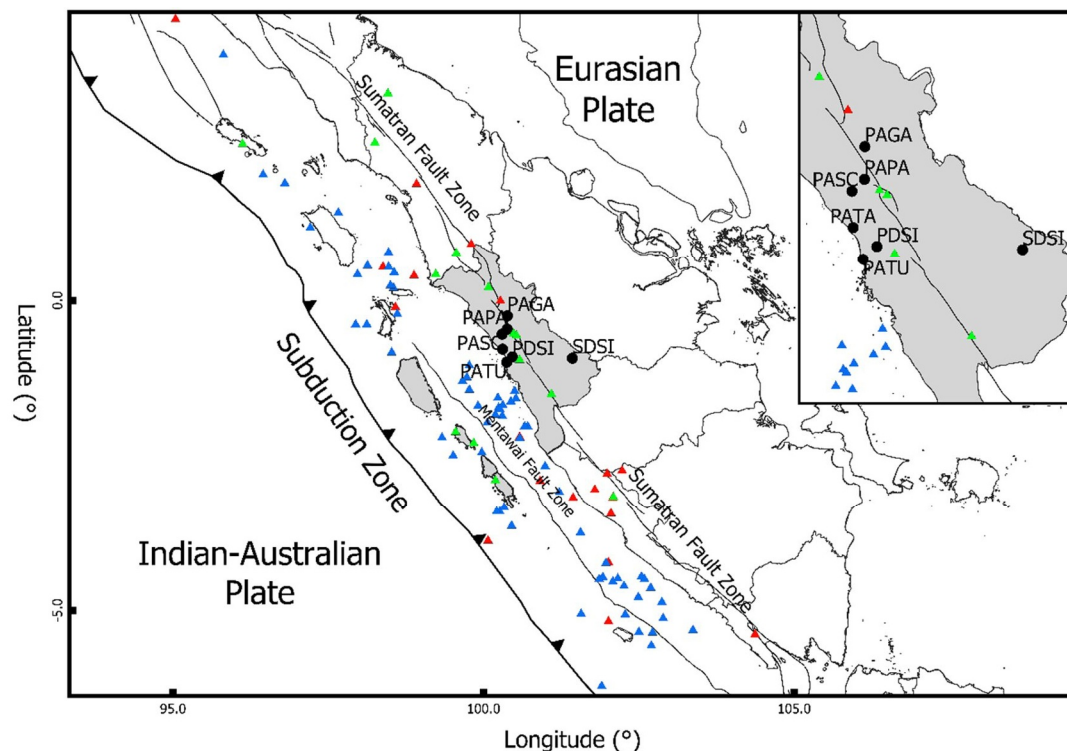 Eurasian
Plate
Sumatran Fault Zone
PAGA
PAPA
PASC
PATA
PDSI
SDSI
PATU
PAGA
PAPA
PASC
PDSI
SDSI
PATU
Mentawai Fault Zone
Subduction Zone
Sumatran Fault Zone
Indian-Australian
Plate
0.0
-5.0
Latitude (°)
95.0
100.0
105.0
Longitude (°)